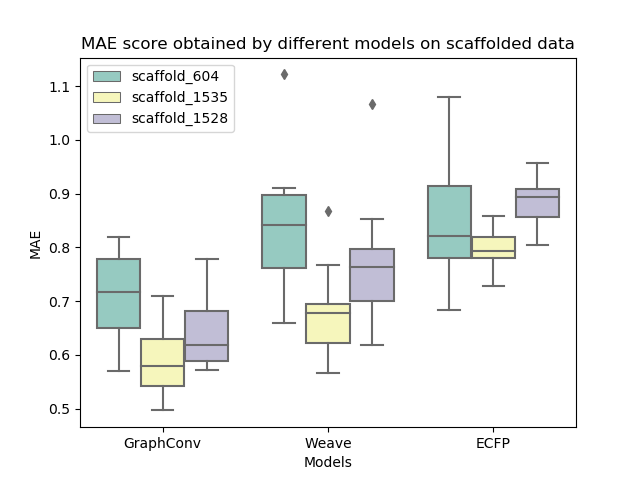 MAE score obtained by different models on scaffolded data
scaffold_604
scaffold_1535
scaffold_1528
1.1
1.0
0.9
0.8
0.7
0.6
0.5
MAE
GraphConv
Weave
ECFP
Models